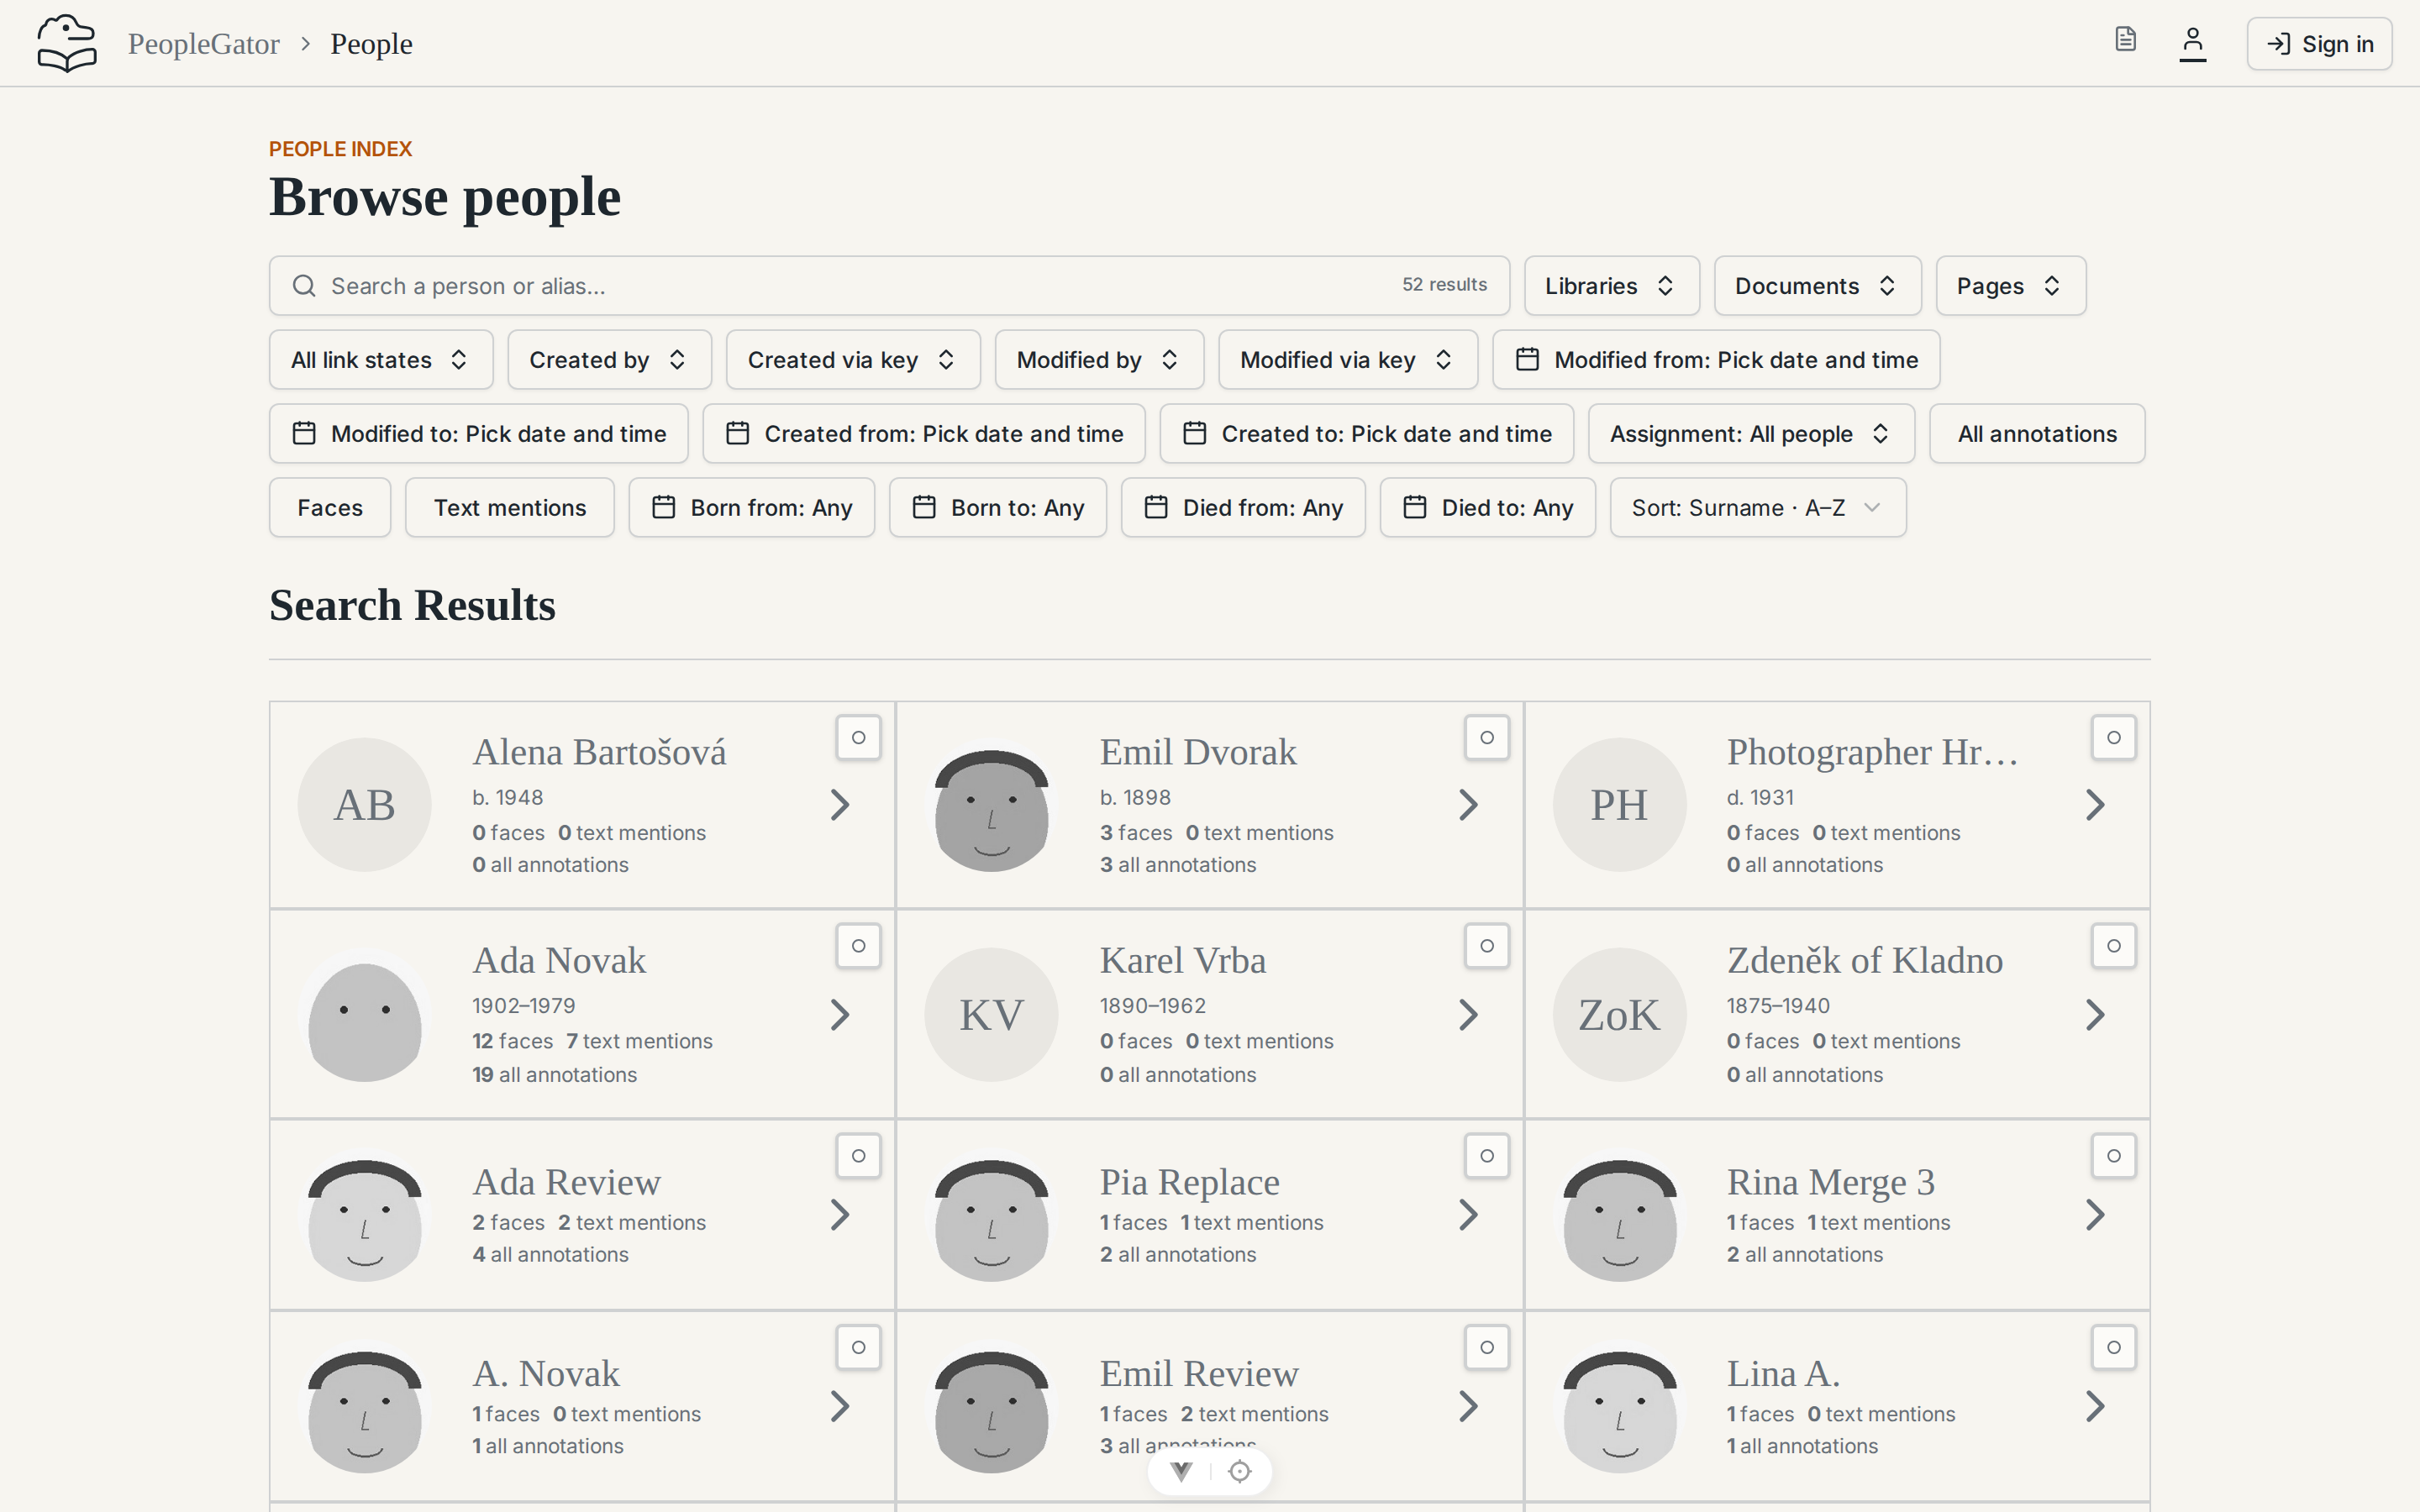 PeopleGator > People
Sign in
PEOPLE INDEX
Browse people
Search a person or alias...
52 results
Libraries
Documents
Pages
All link states
Created by
Created via key
Modified by
Modified via key
Modified from: Pick date and time
Modified to: Pick date and time
Created from: Pick date and time
Created to: Pick date and time
Assignment: All people
All annotations
Faces
Text mentions
Born from: Any
Born to: Any
Died from: Any
Died to: Any
Sort: Surname · A–Z
Search Results
AB
Alena Bartošová
b. 1948
0 faces 0 text mentions
0 all annotations
Emil Dvorak
b. 1898
3 faces 0 text mentions
3 all annotations
PH
Photographer Hr...
d. 1931
0 faces 0 text mentions
0 all annotations
Ada Novak
1902–1979
12 faces 7 text mentions
19 all annotations
KV
Karel Vrba
1890–1962
0 faces 0 text mentions
0 all annotations
ZoK
Zdeněk of Kladno
1875–1940
0 faces 0 text mentions
0 all annotations
Ada Review
2 faces 2 text mentions
4 all annotations
Pia Replace
1 faces 1 text mentions
2 all annotations
Rina Merge 3
1 faces 1 text mentions
2 all annotations
A. Novak
1 faces 0 text mentions
1 all annotations
Emil Review
1 faces 2 text mentions
3 all annotations
Lina A.
1 faces 0 text mentions
1 all annotations